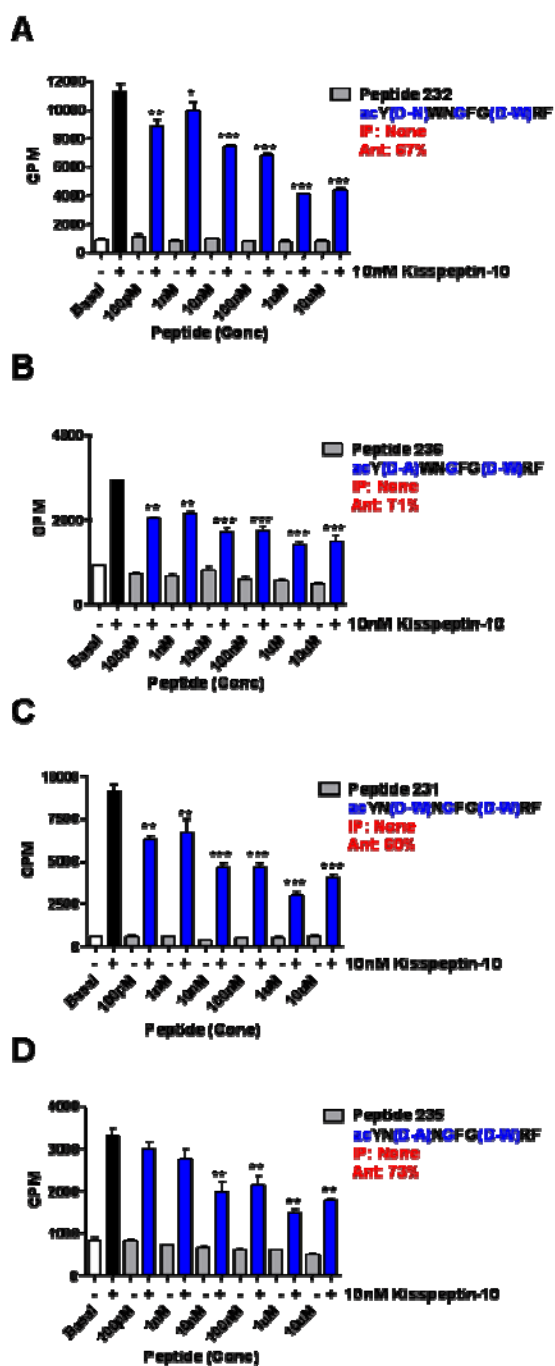 A
12000
10000
8000
6000
4000
2000
0
CPM
** * *** *** *** ***
- + - + - + - + - + - + - + 10nM Kisspeptin-10
Basal 100pM 1nM 10nM 100nM 1uM 10uM
Peptide (Conc)
Peptide 232
acY(D-N)WNGFG(D-W)RF
IP: None
Ant: 67%
B
4000
2000
0
CPM
** ** *** *** *** ***
- + - + - + - + - + - + - + 10nM Kisspeptin-10
Basal 100pM 1nM 10nM 100nM 1uM 10uM
Peptide (Conc)
Peptide 236
acY(D-A)WNGFG(D-W)RF
IP: None
Ant: 71%
C
10000
7500
5000
2500
0
CPM
** ** *** *** *** ***
- + - + - + - + - + - + - + 10nM Kisspeptin-10
Basal 100pM 1nM 10nM 100nM 1uM 10uM
Peptide (Conc)
Peptide 231
acYN(D-W)NGFG(D-W)RF
IP: None
Ant: 60%
D
4000
3000
2000
1000
0
CPM
** ** ** **
- + - + - + - + - + - + - + 10nM Kisspeptin-10
Basal 100pM 1nM 10nM 100nM 1uM 10uM
Peptide (Conc)
Peptide 235
acYN(D-A)NGFG(D-W)RF
IP: None
Ant: 73%